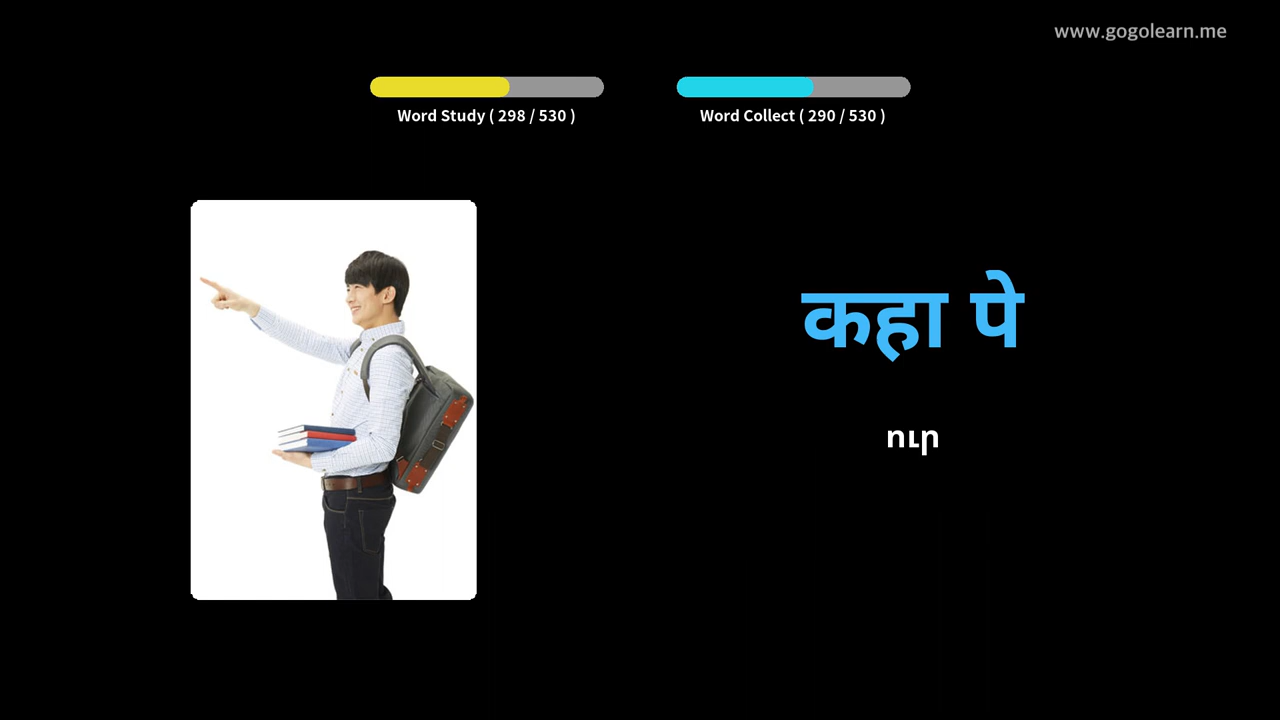 www.gogolearn.me
Word Study ( 298 / 530 )
Word Collect ( 290 / 530 )
कहा पे
ուր